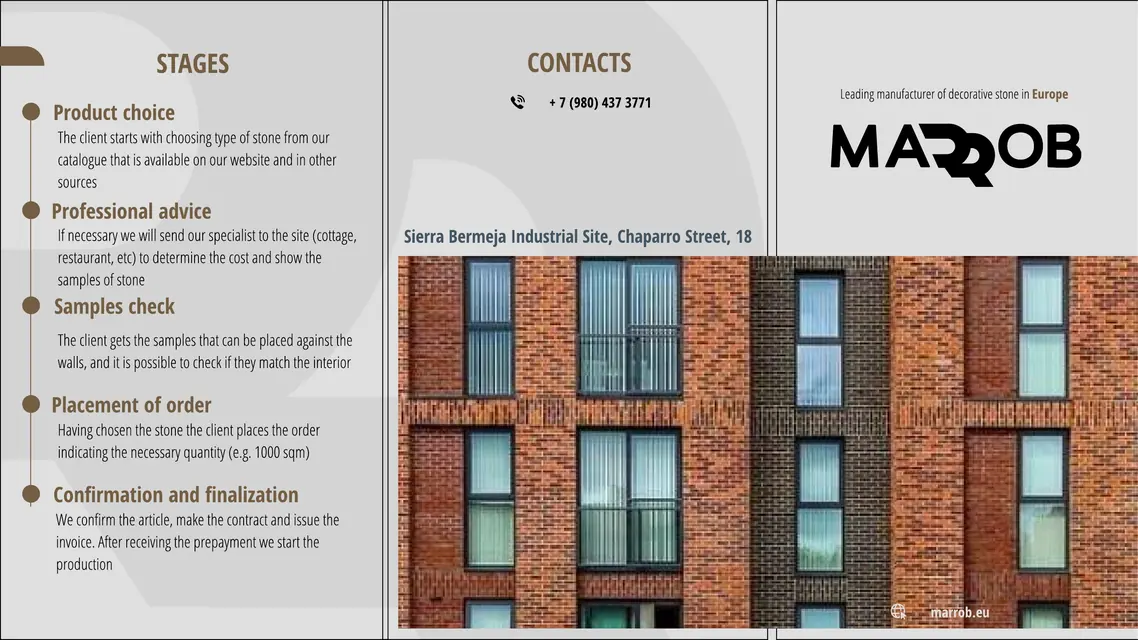 STAGES
Product choice
The client starts with choosing type of stone from our
catalogue that is available on our website and in other
sources
Professional advice
If necessary we will send our specialist to the site (cottage,
restaurant, etc) to determine the cost and show the
samples of stone
Samples check
The client gets the samples that can be placed against the
walls, and it is possible to check if they match the interior
Placement of order
Having chosen the stone the client places the order
indicating the necessary quantity (e.g. 1000 sqm)
Confirmation and finalization
We confirm the article, make the contract and issue the
invoice. After receiving the prepayment we start the
production
CONTACTS
+ 7 (980) 437 3771
Sierra Bermeja Industrial Site, Chaparro Street, 18
Leading manufacturer of decorative stone in Europe
MARROB
marrob.eu